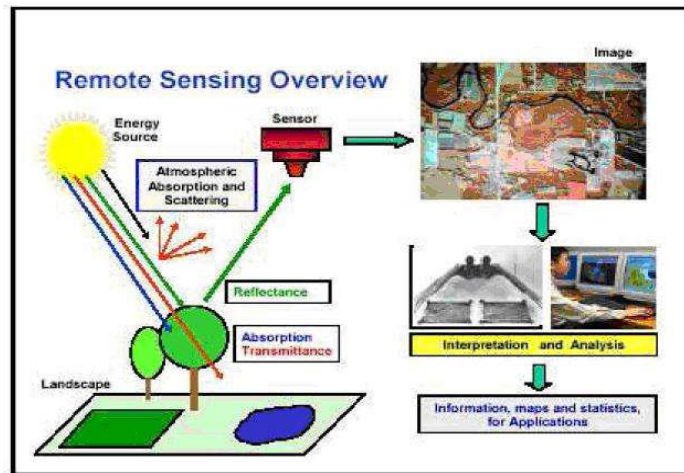 Image
Remote Sensing Overview
Energy
Source
Sensor
Atmospheric
Absorption and
Scattering
Reflectance
Absorption
Transmittance
Landscape
Interpretation and Analysis
Information, maps and statistics,
for Applications